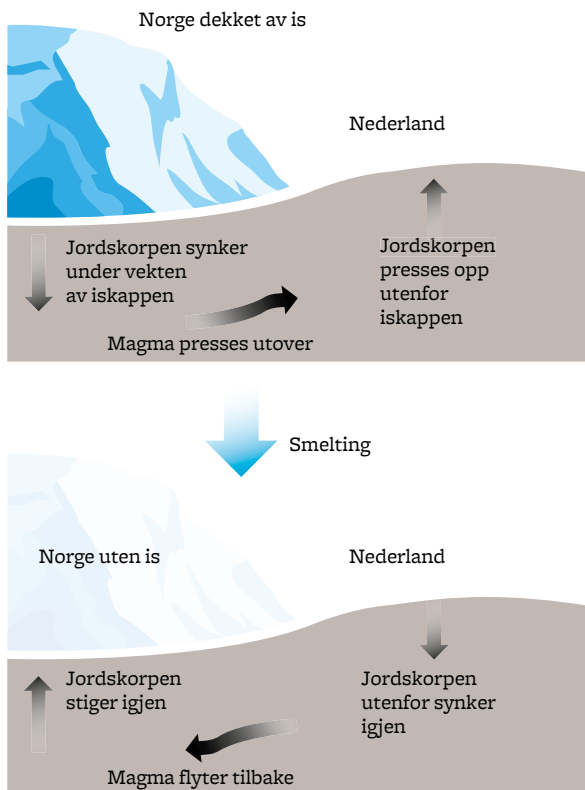 Norge dekket av is
Nederland
Jordskorpen synker
under vekten
av iskappen
Jordskorpen
presses opp
utenfor
iskappen
Magma presses utover
Smelting
Norge uten is
Nederland
Jordskorpen
stiger igjen
Jordskorpen
utenfor synker
igjen
Magma flyter tilbake